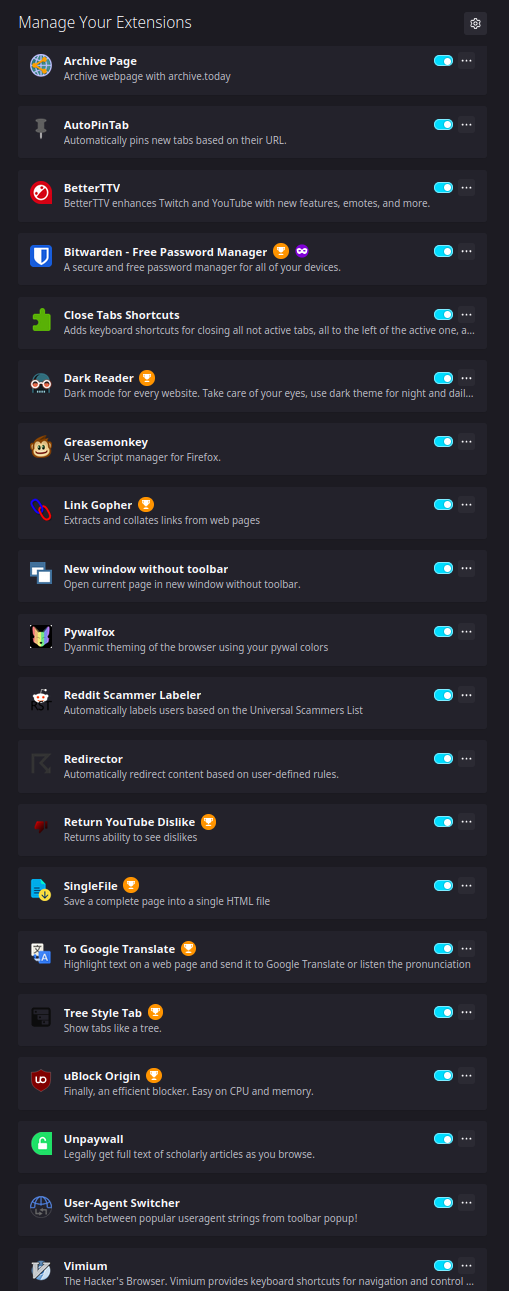 Manage Your Extensions
Archive Page
Archive webpage with archive.today
AutoPinTab
Automatically pins new tabs based on their URL.
BetterTTV
BetterTTV enhances Twitch and YouTube with new features, emotes, and more.
Bitwarden - Free Password Manager
A secure and free password manager for all of your devices.
Close Tabs Shortcuts
Adds keyboard shortcuts for closing all not active tabs, all to the left of the active one, a...
Dark Reader
Dark mode for every website. Take care of your eyes, use dark theme for night and dail...
Greasemonkey
A User Script manager for Firefox.
Link Gopher
Extracts and collates links from web pages
New window without toolbar
Open current page in new window without toolbar.
Pywalfox
Dyanmic theming of the browser using your pywal colors
RST
Reddit Scammer Labeler
Automatically labels users based on the Universal Scammers List
Redirector
Automatically redirect content based on user-defined rules.
Return YouTube Dislike
Returns ability to see dislikes
SingleFile
Save a complete page into a single HTML file
文A
To Google Translate
Highlight text on a web page and send it to Google Translate or listen the pronunciation
Tree Style Tab
Show tabs like a tree.
UO
uBlock Origin
Finally, an efficient blocker. Easy on CPU and memory.
Unpaywall
Legally get full text of scholarly articles as you browse.
User-Agent Switcher
Switch between popular useragent strings from toolbar popup!
Vimium
The Hacker's Browser. Vimium provides keyboard shortcuts for navigation and control ...